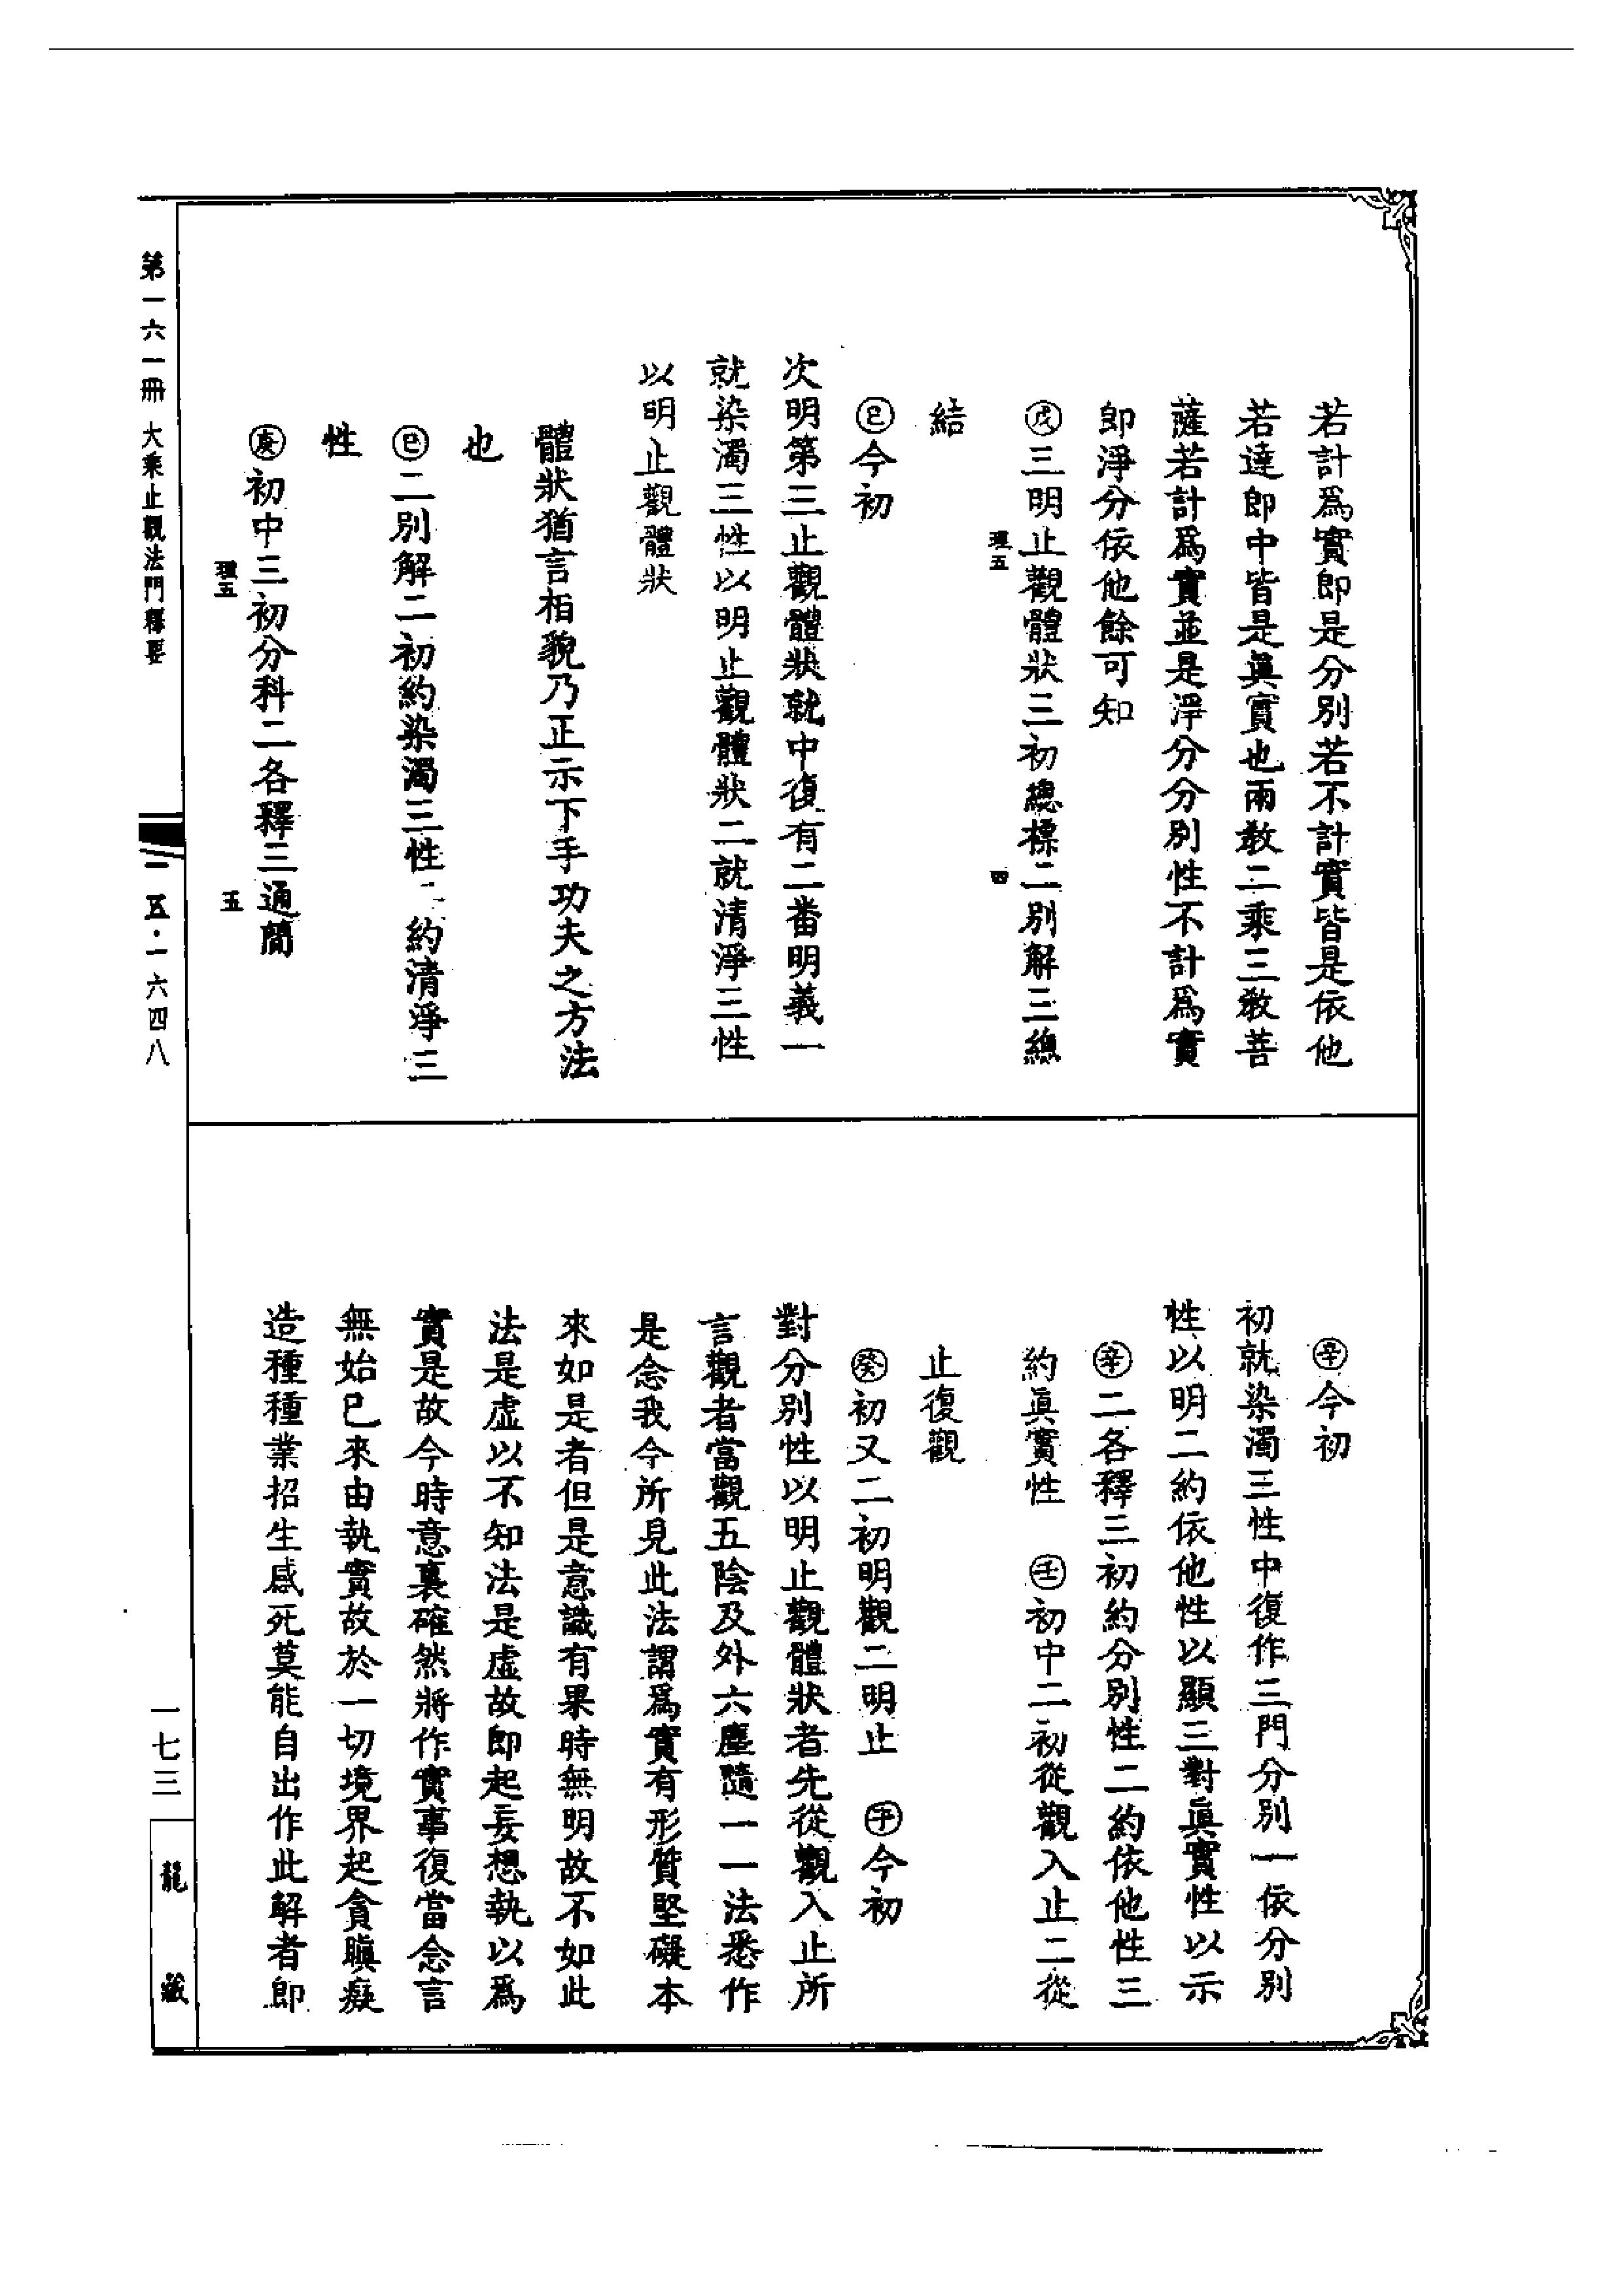 若計爲實即是分別若不計實皆是依他
若達即中皆是眞實也兩敎二乘三敎菩
薩若計爲實並是淨分分別性不計爲實
即淨分依他餘可知
㊅三明止觀體狀三初總標二別解三總
結
㊁今初
次明第三止觀體狀就中復有二番明義一
就染濁三性以明止觀體狀二就清淨三性
以明止觀體狀
體狀猶言相貌乃正示下手功夫之方法
也
二別解二初約染濁三性二約清淨三
性
初中三初分科二各釋三通簡
理五
四
理五
五
今初
初就染濁三性中復作三門分別一依分別
性以明二約依他性以顯三對眞實性以示
二各釋三初約分別性二約依他性三
約眞實性 初中二初從觀入止二從
止復觀
初又二初明觀二明止 今初
對分別性以明止觀體狀者先從觀入止所
言觀者當觀五陰及外六塵隨一一法悉作
是念我今所見此法謂爲實有形質堅礙本
來如是者但是意識有果時無明故不如此
法是虛以不知法是虛故即起妄想執以爲
實是故今時意裏確然將作實事復當念言
無始已來由執實故於一切境界起貪瞋癡
造種種業招生感死莫能自出作此解者即
第一六一冊 大乘止觀法門釋要
一五·一六四八
一七三
龍藏